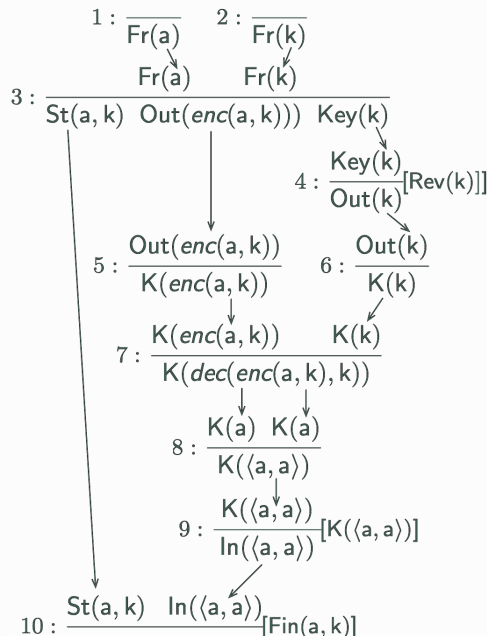 1 : Fr(a) 2 : Fr(k)
Fr(a) Fr(k)
3 :
St(a, k) Out(enc(a, k))) Key(k)
Key(k)
4 : [Rev(k)]]
Out(k)
Out(enc(a, k)) Out(k)
5 : 6 :
K(enc(a, k)) K(k)
K(enc(a, k)) K(k)
7 :
K(dec(enc(a, k), k))
K(a) K(a)
8 :
K(⟨a, a⟩)
K(⟨a, a⟩)
9 : [K(⟨a, a⟩)]
In(⟨a, a⟩)
St(a, k) In(⟨a, a⟩)
10 : [Fin(a, k)]